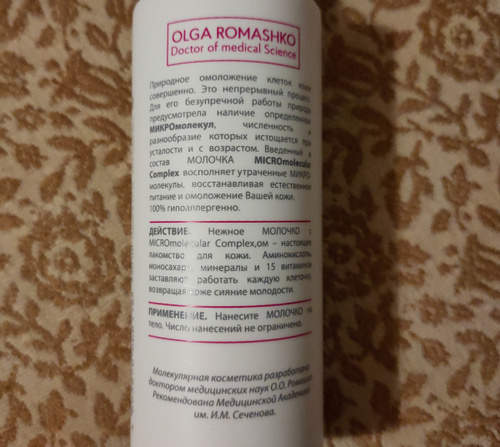 OLGA ROMASHKO
Doctor of medical Science
Природное омоложение клеток кожи
совершенно. Это непрерывный процесс.
Для его безупречной работы природа
предусмотрела наличие определенных
МИКРОмолекул, численность и
разнообразие которых истощается при
усталости и с возрастом. Введенный в
состав МОЛОЧКА MICROmolecular
Complex восполняет утраченные МИКРО-
молекулы, восстанавливая естественное
питание и омоложение Вашей кожи.
100% гипоаллергенно.
ДЕЙСТВИЕ. Нежное МОЛОЧКО с
MICROmolecular Complex,ом - настоящее
лакомство для кожи. Аминокислоты,
моносахара, минералы и 15 витаминов
заставляют работать каждую клеточку,
возвращая коже сияние молодости.
ПРИМЕНЕНИЕ. Нанесите МОЛОЧКО на
тело. Число нанесений не ограничено.
Молекулярная косметика разработана
доктором медицинских наук О.О. Ромашко
Рекомендована Медицинской Академией
им. И.М. Сеченова.